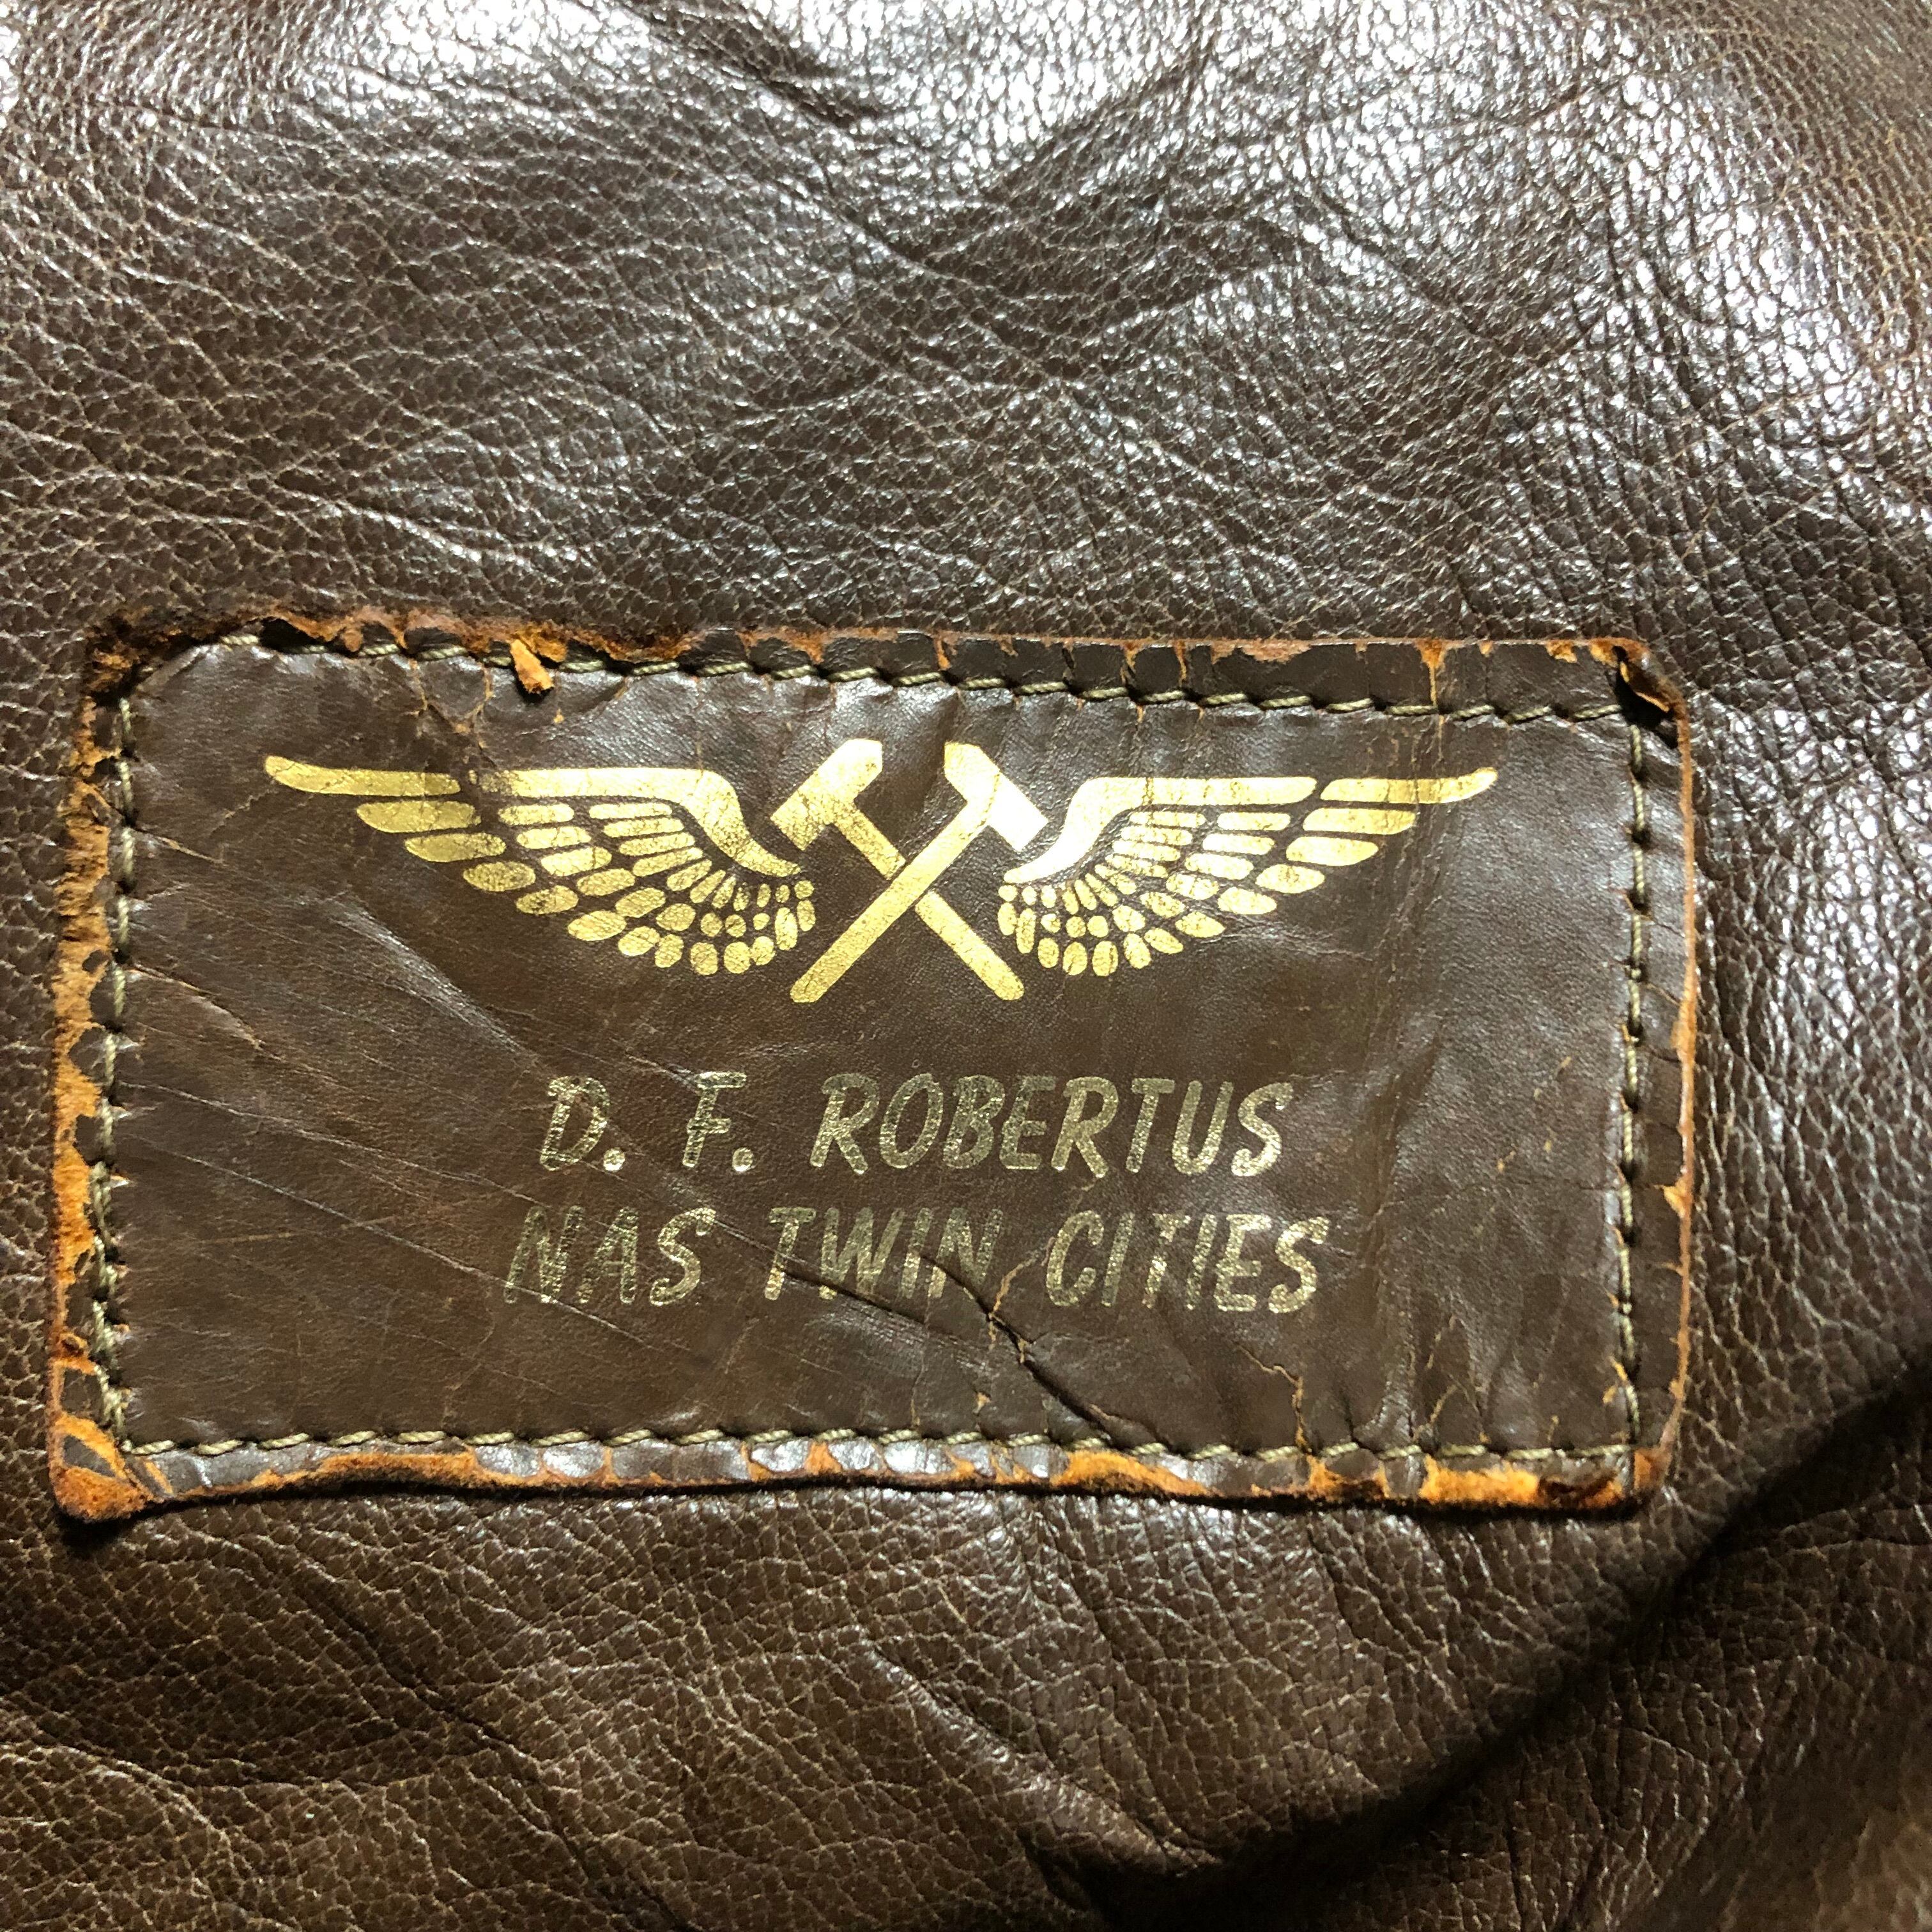 D. F. ROBERTUS
NAS TWIN CITIES